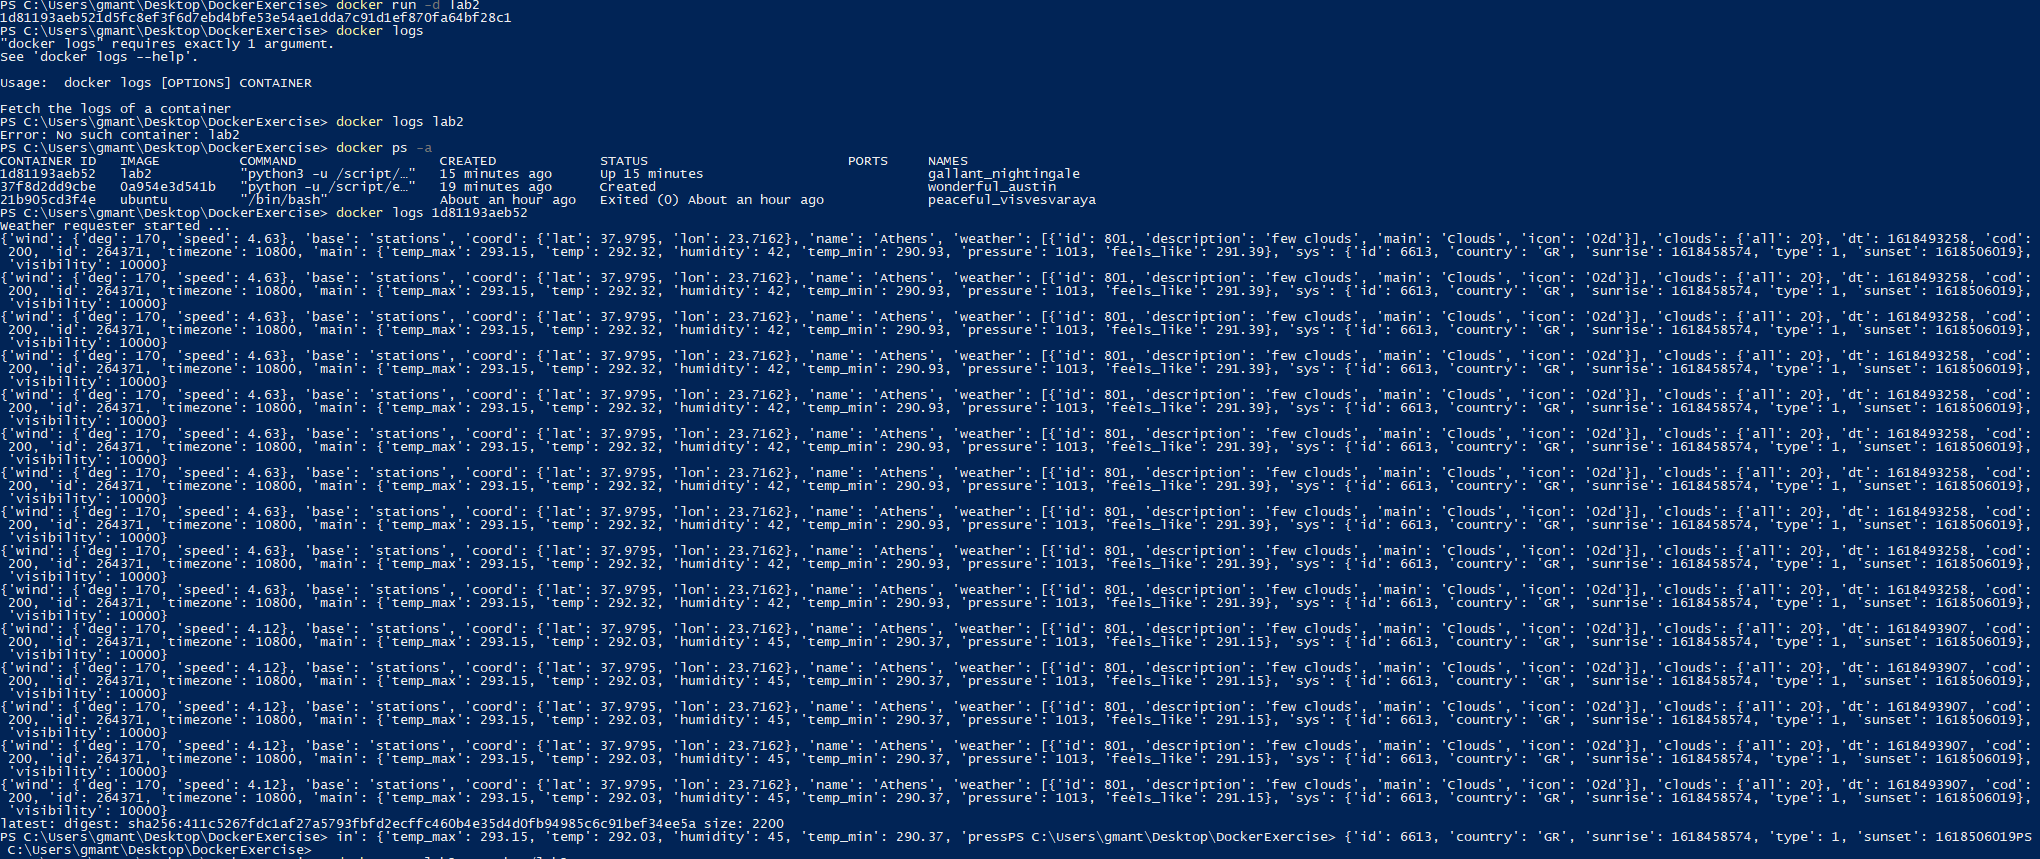 PS C:\Users\gmant\Desktop\DockerExercise> docker run -d lab2
1d81193aeb521d5fc8ef3f6d7ebd4bfe53e54ae1dda7c91d1ef870fa64bf28c1
PS C:\Users\gmant\Desktop\DockerExercise> docker logs
"docker logs" requires exactly 1 argument.
See 'docker logs --help'.
Usage:  docker logs [OPTIONS] CONTAINER
Fetch the logs of a container
PS C:\Users\gmant\Desktop\DockerExercise> docker logs lab2
Error: No such container: lab2
PS C:\Users\gmant\Desktop\DockerExercise> docker ps -a
CONTAINER ID   IMAGE          COMMAND                  CREATED             STATUS                         PORTS     NAMES
1d81193aeb52   lab2           "python3 -u /script/…"   15 minutes ago      Up 15 minutes                            gallant_nightingale
37f8d2dd9cbe   0a954e3d541b   "python -u /script/e…"   19 minutes ago      Created                                  wonderful_austin
21b905cd3f4e   ubuntu         "/bin/bash"              About an hour ago   Exited (0) About an hour ago             peaceful_visvesvaraya
PS C:\Users\gmant\Desktop\DockerExercise> docker logs 1d81193aeb52
Weather requester started ...
{'wind': {'deg': 170, 'speed': 4.63}, 'base': 'stations', 'coord': {'lat': 37.9795, 'lon': 23.7162}, 'name': 'Athens', 'weather': [{'id': 801, 'description': 'few clouds', 'main': 'Clouds', 'icon': '02d'}], 'clouds': {'all': 20}, 'dt': 1618493258, 'cod':
200, 'id': 264371, 'timezone': 10800, 'main': {'temp_max': 293.15, 'temp': 292.32, 'humidity': 42, 'temp_min': 290.93, 'pressure': 1013, 'feels_like': 291.39}, 'sys': {'id': 6613, 'country': 'GR', 'sunrise': 1618458574, 'type': 1, 'sunset': 1618506019},
'visibility': 10000}
{'wind': {'deg': 170, 'speed': 4.63}, 'base': 'stations', 'coord': {'lat': 37.9795, 'lon': 23.7162}, 'name': 'Athens', 'weather': [{'id': 801, 'description': 'few clouds', 'main': 'Clouds', 'icon': '02d'}], 'clouds': {'all': 20}, 'dt': 1618493258, 'cod':
200, 'id': 264371, 'timezone': 10800, 'main': {'temp_max': 293.15, 'temp': 292.32, 'humidity': 42, 'temp_min': 290.93, 'pressure': 1013, 'feels_like': 291.39}, 'sys': {'id': 6613, 'country': 'GR', 'sunrise': 1618458574, 'type': 1, 'sunset': 1618506019},
'visibility': 10000}
{'wind': {'deg': 170, 'speed': 4.63}, 'base': 'stations', 'coord': {'lat': 37.9795, 'lon': 23.7162}, 'name': 'Athens', 'weather': [{'id': 801, 'description': 'few clouds', 'main': 'Clouds', 'icon': '02d'}], 'clouds': {'all': 20}, 'dt': 1618493258, 'cod':
200, 'id': 264371, 'timezone': 10800, 'main': {'temp_max': 293.15, 'temp': 292.32, 'humidity': 42, 'temp_min': 290.93, 'pressure': 1013, 'feels_like': 291.39}, 'sys': {'id': 6613, 'country': 'GR', 'sunrise': 1618458574, 'type': 1, 'sunset': 1618506019},
'visibility': 10000}
{'wind': {'deg': 170, 'speed': 4.63}, 'base': 'stations', 'coord': {'lat': 37.9795, 'lon': 23.7162}, 'name': 'Athens', 'weather': [{'id': 801, 'description': 'few clouds', 'main': 'Clouds', 'icon': '02d'}], 'clouds': {'all': 20}, 'dt': 1618493258, 'cod':
200, 'id': 264371, 'timezone': 10800, 'main': {'temp_max': 293.15, 'temp': 292.32, 'humidity': 42, 'temp_min': 290.93, 'pressure': 1013, 'feels_like': 291.39}, 'sys': {'id': 6613, 'country': 'GR', 'sunrise': 1618458574, 'type': 1, 'sunset': 1618506019},
'visibility': 10000}
{'wind': {'deg': 170, 'speed': 4.63}, 'base': 'stations', 'coord': {'lat': 37.9795, 'lon': 23.7162}, 'name': 'Athens', 'weather': [{'id': 801, 'description': 'few clouds', 'main': 'Clouds', 'icon': '02d'}], 'clouds': {'all': 20}, 'dt': 1618493258, 'cod':
200, 'id': 264371, 'timezone': 10800, 'main': {'temp_max': 293.15, 'temp': 292.32, 'humidity': 42, 'temp_min': 290.93, 'pressure': 1013, 'feels_like': 291.39}, 'sys': {'id': 6613, 'country': 'GR', 'sunrise': 1618458574, 'type': 1, 'sunset': 1618506019},
'visibility': 10000}
{'wind': {'deg': 170, 'speed': 4.63}, 'base': 'stations', 'coord': {'lat': 37.9795, 'lon': 23.7162}, 'name': 'Athens', 'weather': [{'id': 801, 'description': 'few clouds', 'main': 'Clouds', 'icon': '02d'}], 'clouds': {'all': 20}, 'dt': 1618493258, 'cod':
200, 'id': 264371, 'timezone': 10800, 'main': {'temp_max': 293.15, 'temp': 292.32, 'humidity': 42, 'temp_min': 290.93, 'pressure': 1013, 'feels_like': 291.39}, 'sys': {'id': 6613, 'country': 'GR', 'sunrise': 1618458574, 'type': 1, 'sunset': 1618506019},
'visibility': 10000}
{'wind': {'deg': 170, 'speed': 4.63}, 'base': 'stations', 'coord': {'lat': 37.9795, 'lon': 23.7162}, 'name': 'Athens', 'weather': [{'id': 801, 'description': 'few clouds', 'main': 'Clouds', 'icon': '02d'}], 'clouds': {'all': 20}, 'dt': 1618493258, 'cod':
200, 'id': 264371, 'timezone': 10800, 'main': {'temp_max': 293.15, 'temp': 292.32, 'humidity': 42, 'temp_min': 290.93, 'pressure': 1013, 'feels_like': 291.39}, 'sys': {'id': 6613, 'country': 'GR', 'sunrise': 1618458574, 'type': 1, 'sunset': 1618506019},
'visibility': 10000}
{'wind': {'deg': 170, 'speed': 4.63}, 'base': 'stations', 'coord': {'lat': 37.9795, 'lon': 23.7162}, 'name': 'Athens', 'weather': [{'id': 801, 'description': 'few clouds', 'main': 'Clouds', 'icon': '02d'}], 'clouds': {'all': 20}, 'dt': 1618493258, 'cod':
200, 'id': 264371, 'timezone': 10800, 'main': {'temp_max': 293.15, 'temp': 292.32, 'humidity': 42, 'temp_min': 290.93, 'pressure': 1013, 'feels_like': 291.39}, 'sys': {'id': 6613, 'country': 'GR', 'sunrise': 1618458574, 'type': 1, 'sunset': 1618506019},
'visibility': 10000}
{'wind': {'deg': 170, 'speed': 4.63}, 'base': 'stations', 'coord': {'lat': 37.9795, 'lon': 23.7162}, 'name': 'Athens', 'weather': [{'id': 801, 'description': 'few clouds', 'main': 'Clouds', 'icon': '02d'}], 'clouds': {'all': 20}, 'dt': 1618493258, 'cod':
200, 'id': 264371, 'timezone': 10800, 'main': {'temp_max': 293.15, 'temp': 292.32, 'humidity': 42, 'temp_min': 290.93, 'pressure': 1013, 'feels_like': 291.39}, 'sys': {'id': 6613, 'country': 'GR', 'sunrise': 1618458574, 'type': 1, 'sunset': 1618506019},
'visibility': 10000}
{'wind': {'deg': 170, 'speed': 4.63}, 'base': 'stations', 'coord': {'lat': 37.9795, 'lon': 23.7162}, 'name': 'Athens', 'weather': [{'id': 801, 'description': 'few clouds', 'main': 'Clouds', 'icon': '02d'}], 'clouds': {'all': 20}, 'dt': 1618493258, 'cod':
200, 'id': 264371, 'timezone': 10800, 'main': {'temp_max': 293.15, 'temp': 292.32, 'humidity': 42, 'temp_min': 290.93, 'pressure': 1013, 'feels_like': 291.39}, 'sys': {'id': 6613, 'country': 'GR', 'sunrise': 1618458574, 'type': 1, 'sunset': 1618506019},
'visibility': 10000}
{'wind': {'deg': 170, 'speed': 4.12}, 'base': 'stations', 'coord': {'lat': 37.9795, 'lon': 23.7162}, 'name': 'Athens', 'weather': [{'id': 801, 'description': 'few clouds', 'main': 'Clouds', 'icon': '02d'}], 'clouds': {'all': 20}, 'dt': 1618493907, 'cod':
200, 'id': 264371, 'timezone': 10800, 'main': {'temp_max': 293.15, 'temp': 292.03, 'humidity': 45, 'temp_min': 290.37, 'pressure': 1013, 'feels_like': 291.15}, 'sys': {'id': 6613, 'country': 'GR', 'sunrise': 1618458574, 'type': 1, 'sunset': 1618506019},
'visibility': 10000}
{'wind': {'deg': 170, 'speed': 4.12}, 'base': 'stations', 'coord': {'lat': 37.9795, 'lon': 23.7162}, 'name': 'Athens', 'weather': [{'id': 801, 'description': 'few clouds', 'main': 'Clouds', 'icon': '02d'}], 'clouds': {'all': 20}, 'dt': 1618493907, 'cod':
200, 'id': 264371, 'timezone': 10800, 'main': {'temp_max': 293.15, 'temp': 292.03, 'humidity': 45, 'temp_min': 290.37, 'pressure': 1013, 'feels_like': 291.15}, 'sys': {'id': 6613, 'country': 'GR', 'sunrise': 1618458574, 'type': 1, 'sunset': 1618506019},
'visibility': 10000}
{'wind': {'deg': 170, 'speed': 4.12}, 'base': 'stations', 'coord': {'lat': 37.9795, 'lon': 23.7162}, 'name': 'Athens', 'weather': [{'id': 801, 'description': 'few clouds', 'main': 'Clouds', 'icon': '02d'}], 'clouds': {'all': 20}, 'dt': 1618493907, 'cod':
200, 'id': 264371, 'timezone': 10800, 'main': {'temp_max': 293.15, 'temp': 292.03, 'humidity': 45, 'temp_min': 290.37, 'pressure': 1013, 'feels_like': 291.15}, 'sys': {'id': 6613, 'country': 'GR', 'sunrise': 1618458574, 'type': 1, 'sunset': 1618506019},
'visibility': 10000}
{'wind': {'deg': 170, 'speed': 4.12}, 'base': 'stations', 'coord': {'lat': 37.9795, 'lon': 23.7162}, 'name': 'Athens', 'weather': [{'id': 801, 'description': 'few clouds', 'main': 'Clouds', 'icon': '02d'}], 'clouds': {'all': 20}, 'dt': 1618493907, 'cod':
200, 'id': 264371, 'timezone': 10800, 'main': {'temp_max': 293.15, 'temp': 292.03, 'humidity': 45, 'temp_min': 290.37, 'pressure': 1013, 'feels_like': 291.15}, 'sys': {'id': 6613, 'country': 'GR', 'sunrise': 1618458574, 'type': 1, 'sunset': 1618506019},
'visibility': 10000}
{'wind': {'deg': 170, 'speed': 4.12}, 'base': 'stations', 'coord': {'lat': 37.9795, 'lon': 23.7162}, 'name': 'Athens', 'weather': [{'id': 801, 'description': 'few clouds', 'main': 'Clouds', 'icon': '02d'}], 'clouds': {'all': 20}, 'dt': 1618493907, 'cod':
200, 'id': 264371, 'timezone': 10800, 'main': {'temp_max': 293.15, 'temp': 292.03, 'humidity': 45, 'temp_min': 290.37, 'pressure': 1013, 'feels_like': 291.15}, 'sys': {'id': 6613, 'country': 'GR', 'sunrise': 1618458574, 'type': 1, 'sunset': 1618506019},
'visibility': 10000}
latest: digest: sha256:411c5267fdc1af27a5793fbfd2ecffc460b4e35d4d0fb94985c6c91bef34ee5a size: 2200
PS C:\Users\gmant\Desktop\DockerExercise> in': {'temp_max': 293.15, 'temp': 292.03, 'humidity': 45, 'temp_min': 290.37, 'pressPS C:\Users\gmant\Desktop\DockerExercise> {'id': 6613, 'country': 'GR', 'sunrise': 1618458574, 'type': 1, 'sunset': 1618506019PS
C:\Users\gmant\Desktop\DockerExercise>